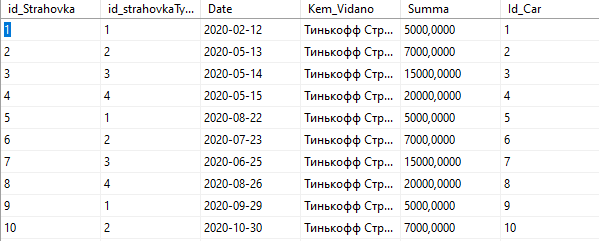 id_Strahovka id_strahovkaTy... Date Kem_Vidano Summa Id_Car
1 1 2020-02-12 Тинькофф Стр... 5000,0000 1
2 2 2020-05-13 Тинькофф Стр... 7000,0000 2
3 3 2020-05-14 Тинькофф Стр... 15000,0000 3
4 4 2020-05-15 Тинькофф Стр... 20000,0000 4
5 1 2020-08-22 Тинькофф Стр... 5000,0000 5
6 2 2020-07-23 Тинькофф Стр... 7000,0000 6
7 3 2020-06-25 Тинькофф Стр... 15000,0000 7
8 4 2020-08-26 Тинькофф Стр... 20000,0000 8
9 1 2020-09-29 Тинькофф Стр... 5000,0000 9
10 2 2020-10-30 Тинькофф Стр... 7000,0000 10